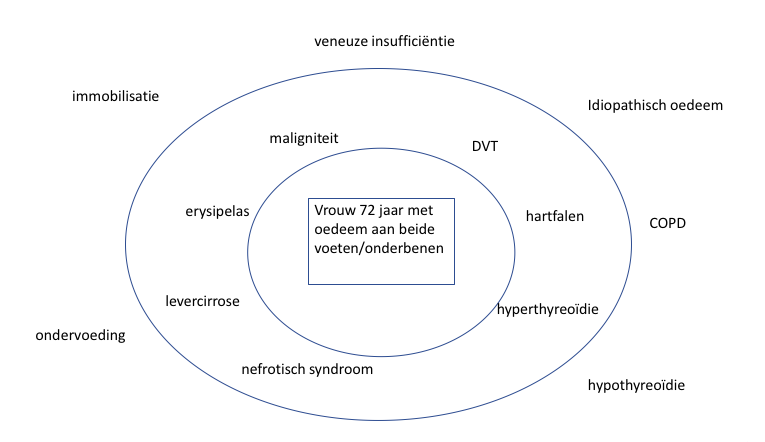 veneuze insufficiëntie
immobilisatie
Idiopathisch oedeem
maligniteit
DVT
erysipelas
Vrouw 72 jaar met
oedeem aan beide
voeten/onderbenen
hartfalen
COPD
levercirrose
hyperthyreoïdie
ondervoeding
nefrotisch syndroom
hypothyreoïdie